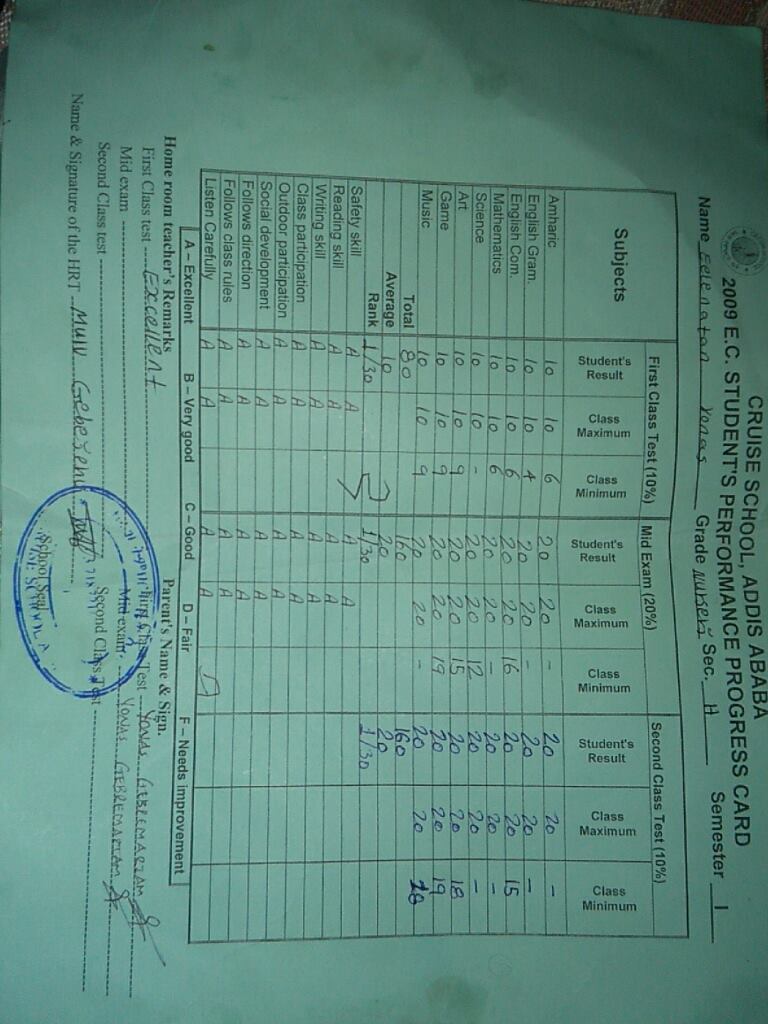 CRUISE SCHOOL, ADDIS ABABA
2009 E.C. STUDENT'S PERFORMANCE PROGRESS CARD
Name Eelenatan Yonas Grade Nursery Sec. H Semester I
Subjects First Class Test (10%) Mid Exam (20%) Second Class Test (10%)
Student's Result Class Maximum Class Minimum Student's Result Class Maximum Class Minimum Student's Result Class Maximum Class Minimum
Amharic 10 10 6 20 20 - 20 20 -
English Gram. 10 10 4 20 20 - 20 20 -
English Com. 10 10 6 20 20 16 20 20 15
Mathematics 10 10 6 20 20 - 20 20 -
Science 10 10 - 20 20 12 20 20 -
Art 10 10 9 20 20 15 20 20 18
Game 10 10 9 20 20 19 20 20 19
Music 10 10 9 20 20 - 20 20 18
Total 80 160 160
Average 10 20 20
Rank 1/30 1/30 1/30
Safety skill A A A A
Reading skill A A A A
Writing skill A A A A
Class participation A A A A
Outdoor participation A A A A
Social development A A A A
Follows direction A A A A
Follows class rules A A A A
Listen Carefully A A A A
A – Excellent B – Very good C – Good D – Fair F – Needs improvement
Home room teacher's Remarks Parent's Name & Sign.
First Class test Excellent First Class Test YONAS GEBREMARIAM
Mid exam Mid exam YONAS GEBREMARIAM
Second Class test Second Class Test
Name & Signature of the HRT Mulu
School Seal